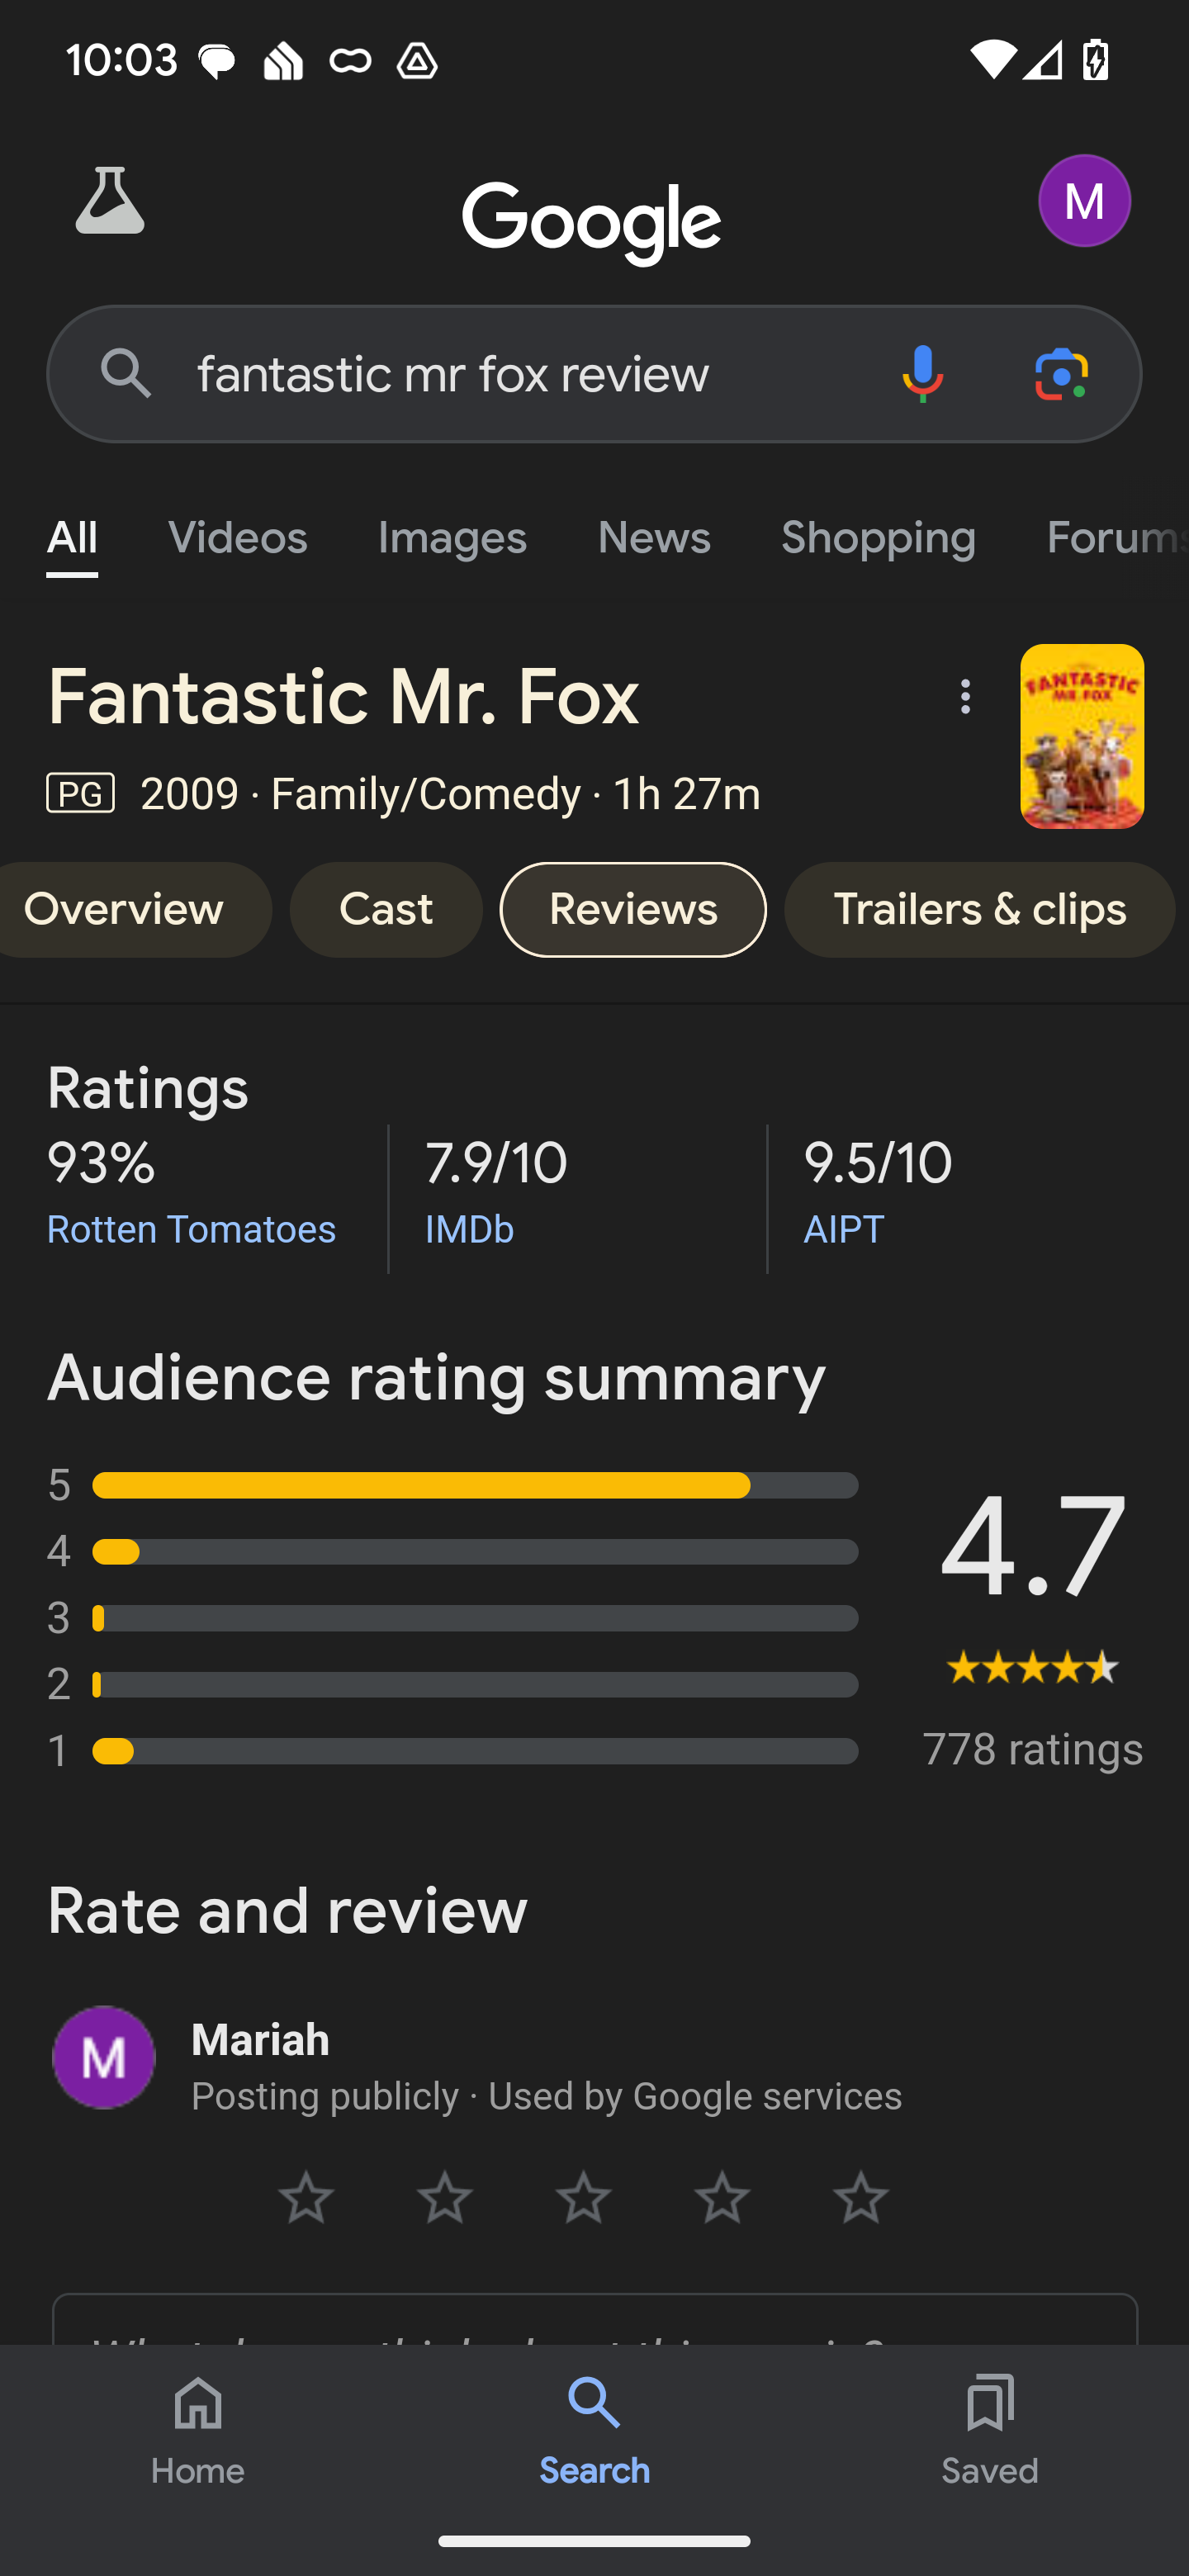 10:03
Google
M
fantastic mr fox review
All Videos Images News Shopping Forums
Fantastic Mr. Fox
FANTASTIC
MR FOX
PG 2009 · Family/Comedy · 1h 27m
Overview Cast Reviews Trailers & clips
Ratings
93% 7.9/10 9.5/10
Rotten Tomatoes IMDb AIPT
Audience rating summary
5
4
3
2
1
4.7
778 ratings
Rate and review
M
Mariah
Posting publicly · Used by Google services
Home Search Saved